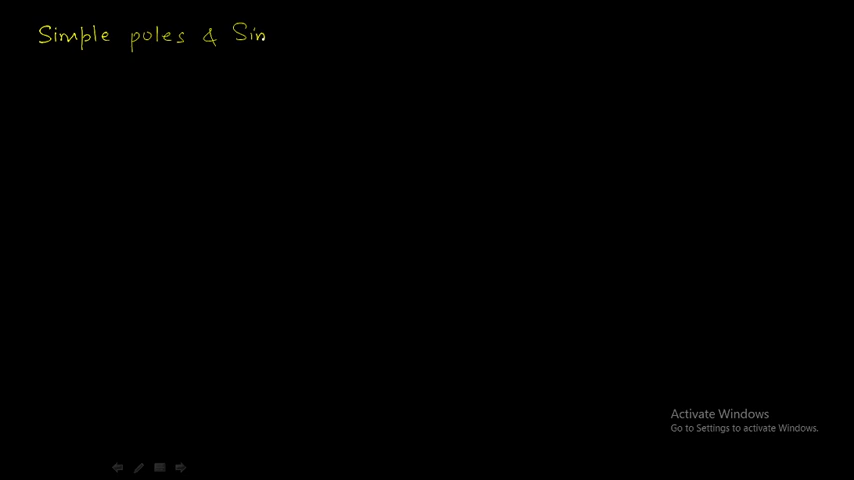 Simple poles & Sin
Activate Windows
Go to Settings to activate Windows.